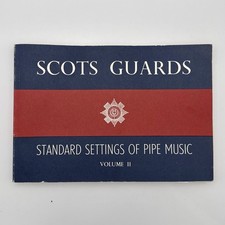 SCOTS GUARDS
STANDARD SETTINGS OF PIPE MUSIC
VOLUME II